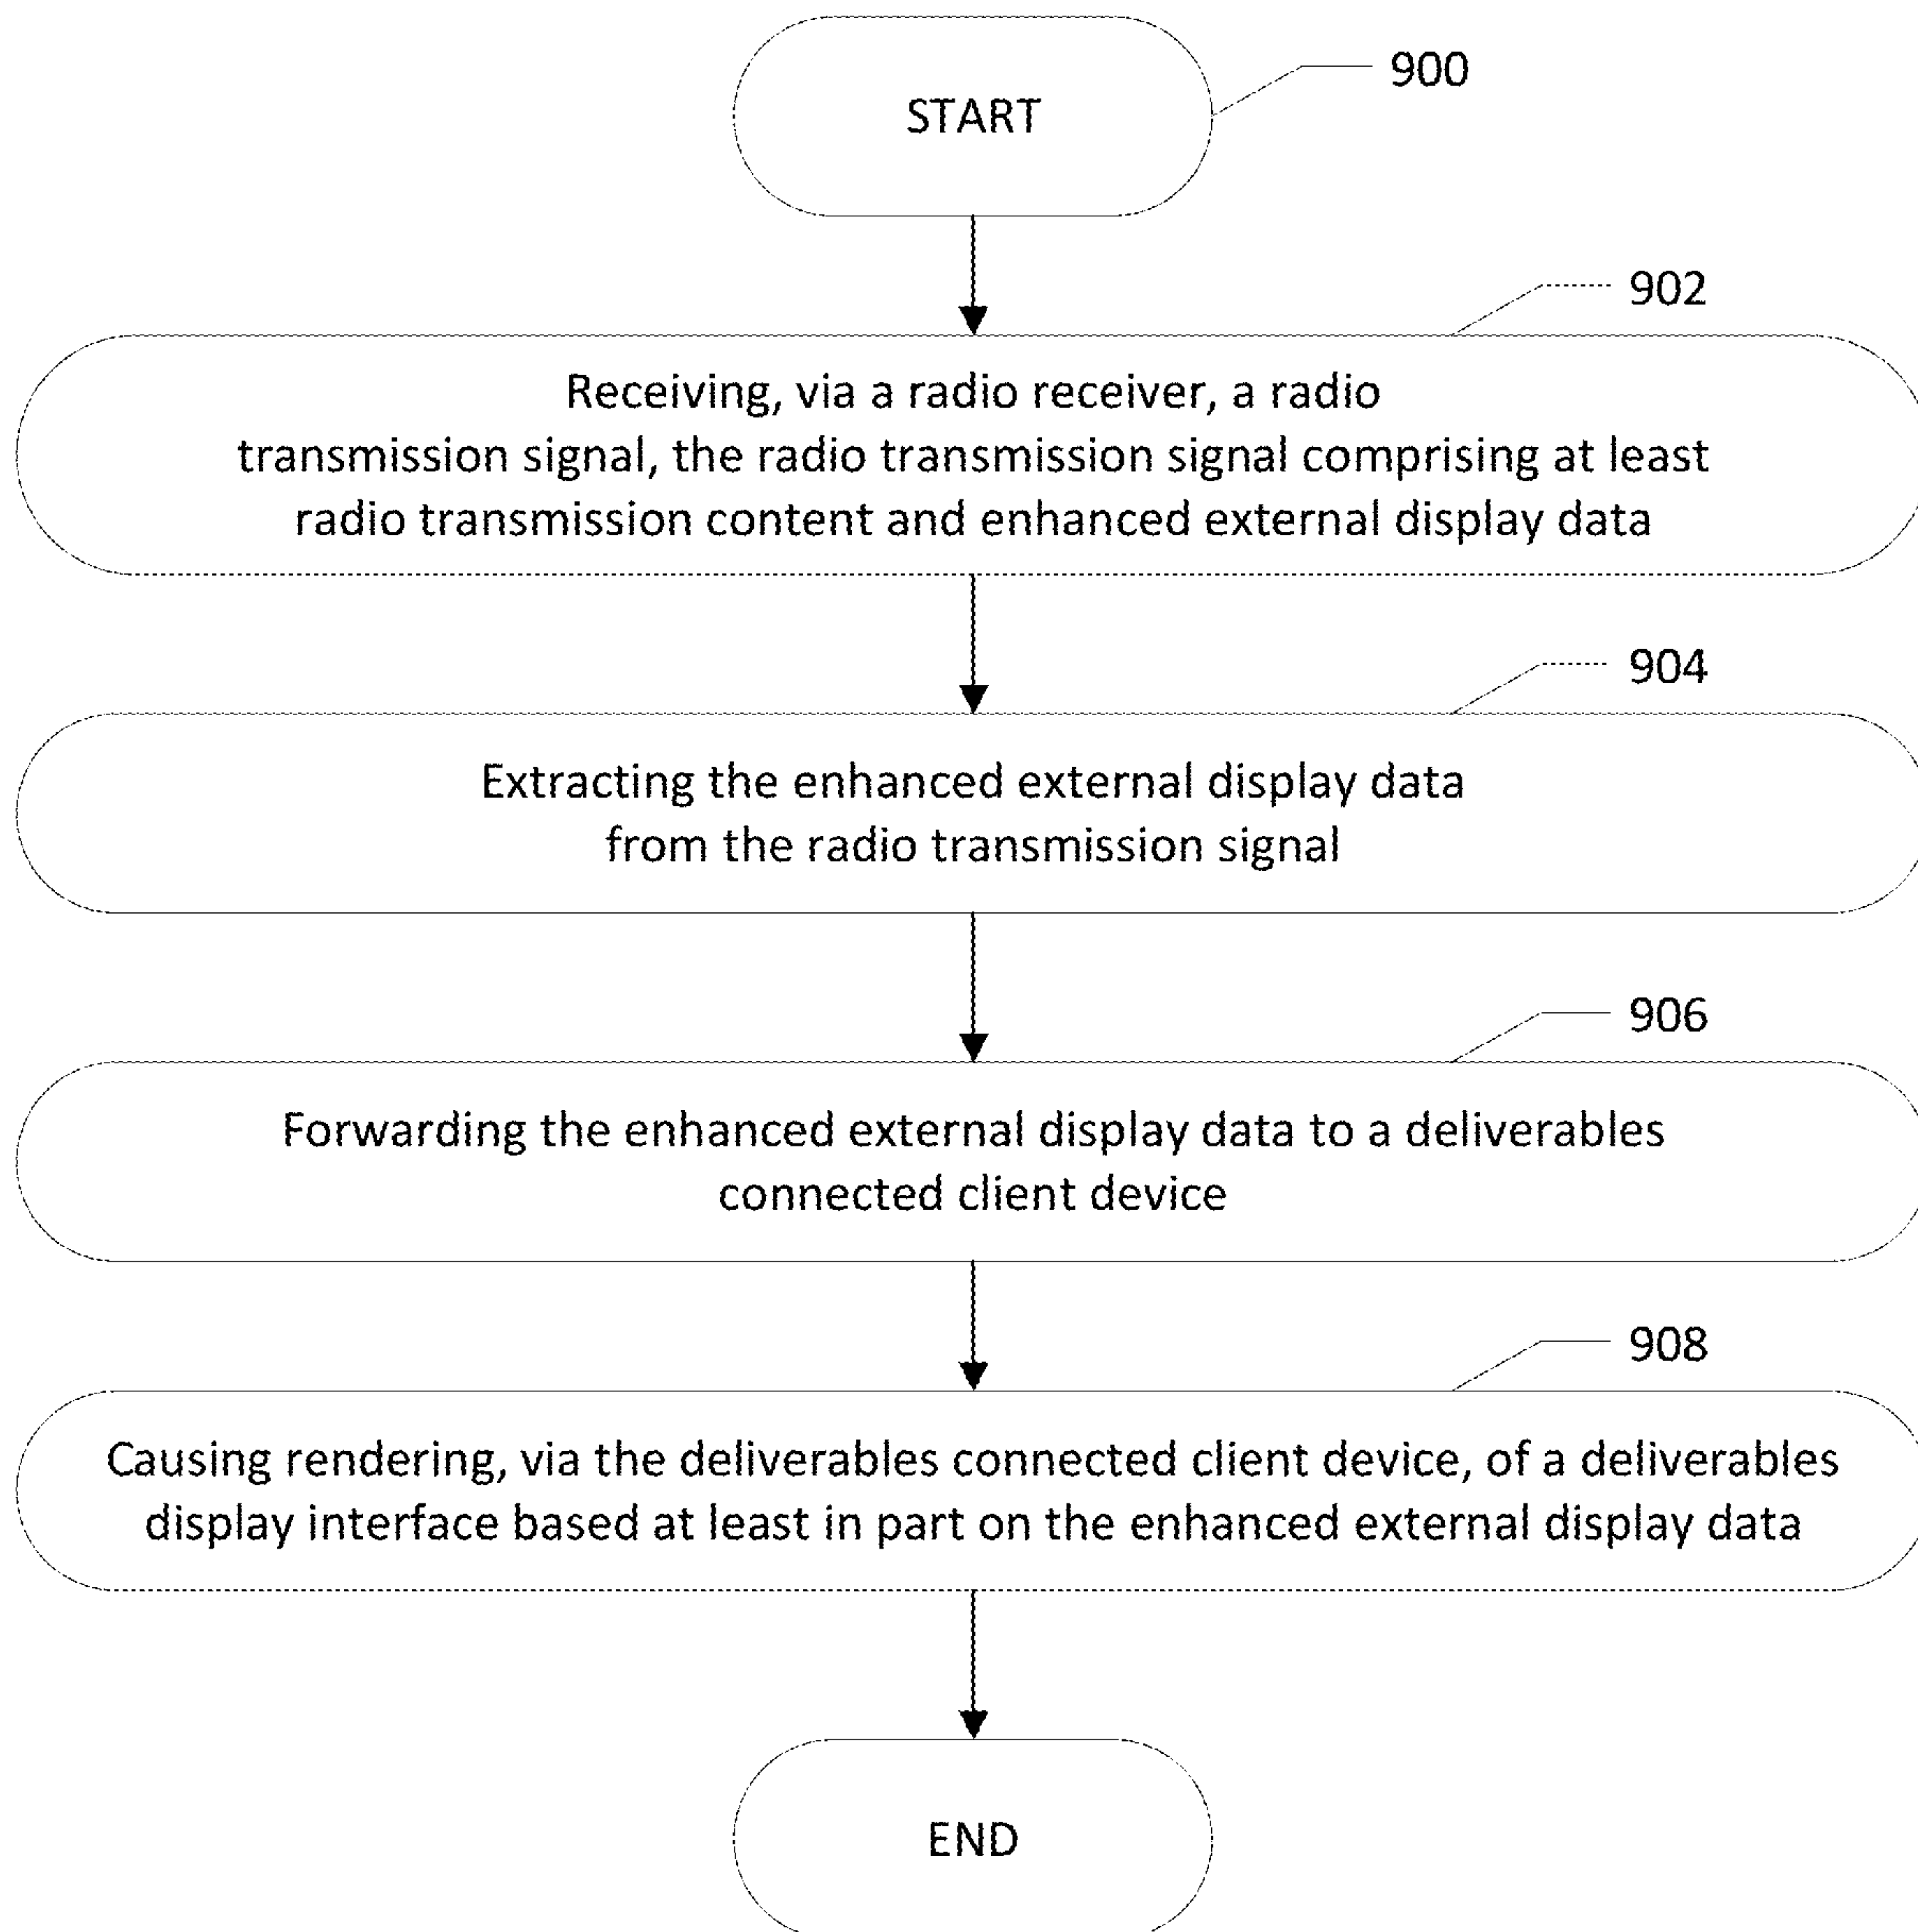 900
START
902
Receiving, via a radio receiver, a radio
transmission signal, the radio transmission signal comprising at least
radio transmission content and enhanced external display data
904
Extracting the enhanced external display data
from the radio transmission signal
906
Forwarding the enhanced external display data to a deliverables
connected client device
908
Causing rendering, via the deliverables connected client device, of a deliverables
display interface based at least in part on the enhanced external display data
END